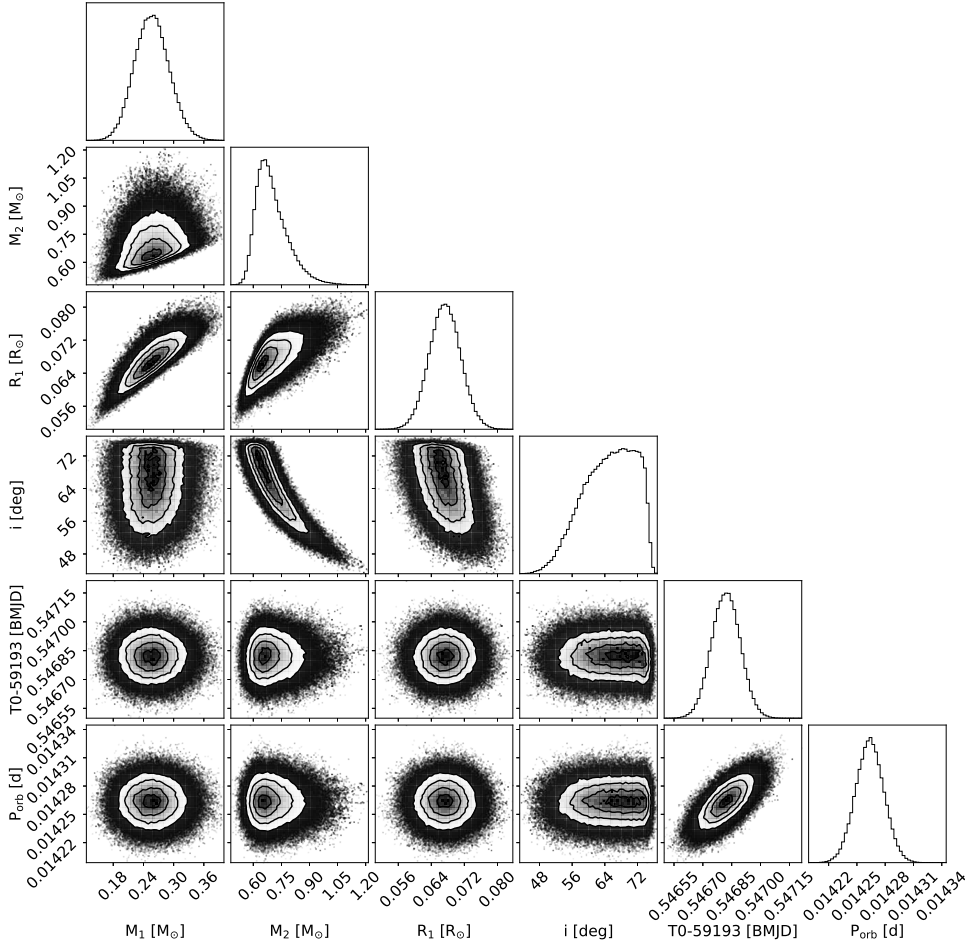 1.20
1.05
0.90
0.75
0.60
M₂ [M⊙]
0.080
0.072
0.064
0.056
R₁ [R⊙]
72
64
56
48
i [deg]
0.54715
0.54700
0.54685
0.54670
0.54655
T0-59193 [BMJD]
0.01434
0.01431
0.01428
0.01425
0.01422
P_orb [d]
0.18 0.24 0.30 0.36
0.60 0.75 0.90 1.05 1.20
0.056 0.064 0.072 0.080
48 56 64 72
0.54655 0.54670 0.54685 0.54700 0.54715
0.01422 0.01425 0.01428 0.01431 0.01434
M₁ [M⊙] M₂ [M⊙] R₁ [R⊙] i [deg] T0-59193 [BMJD] P_orb [d]